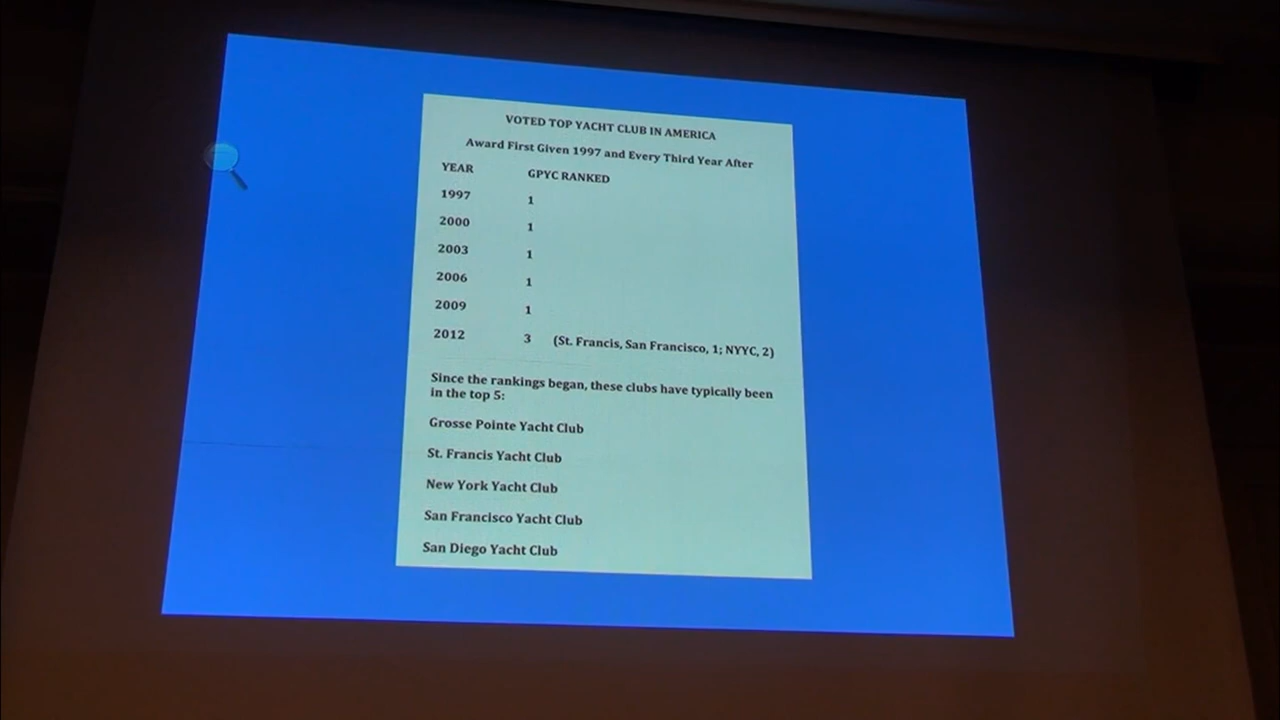 VOTED TOP YACHT CLUB IN AMERICA
Award First Given 1997 and Every Third Year After
YEAR GPYC RANKED
1997 1
2000 1
2003 1
2006 1
2009 1
2012 3 (St. Francis, San Francisco, 1; NYYC, 2)
Since the rankings began, these clubs have typically been
in the top 5:
Grosse Pointe Yacht Club
St. Francis Yacht Club
New York Yacht Club
San Francisco Yacht Club
San Diego Yacht Club